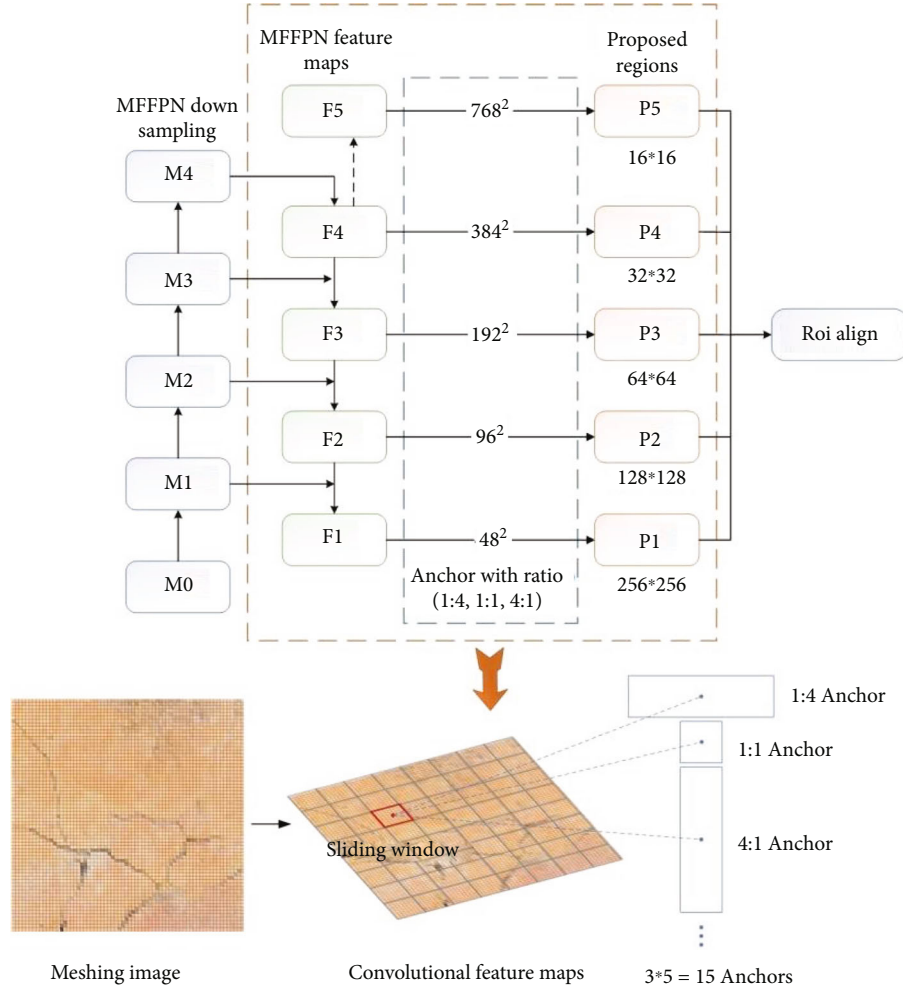 MFFPN feature
maps
Proposed
regions
MFFPN down
sampling
F5
768²
P5
16*16
M4
F4
384²
P4
32*32
M3
F3
192²
P3
64*64
Roi align
M2
F2
96²
P2
128*128
M1
F1
48²
P1
256*256
M0
Anchor with ratio
(1:4, 1:1, 4:1)
1:4 Anchor
1:1 Anchor
4:1 Anchor
Sliding window
Meshing image
Convolutional feature maps
3*5 = 15 Anchors